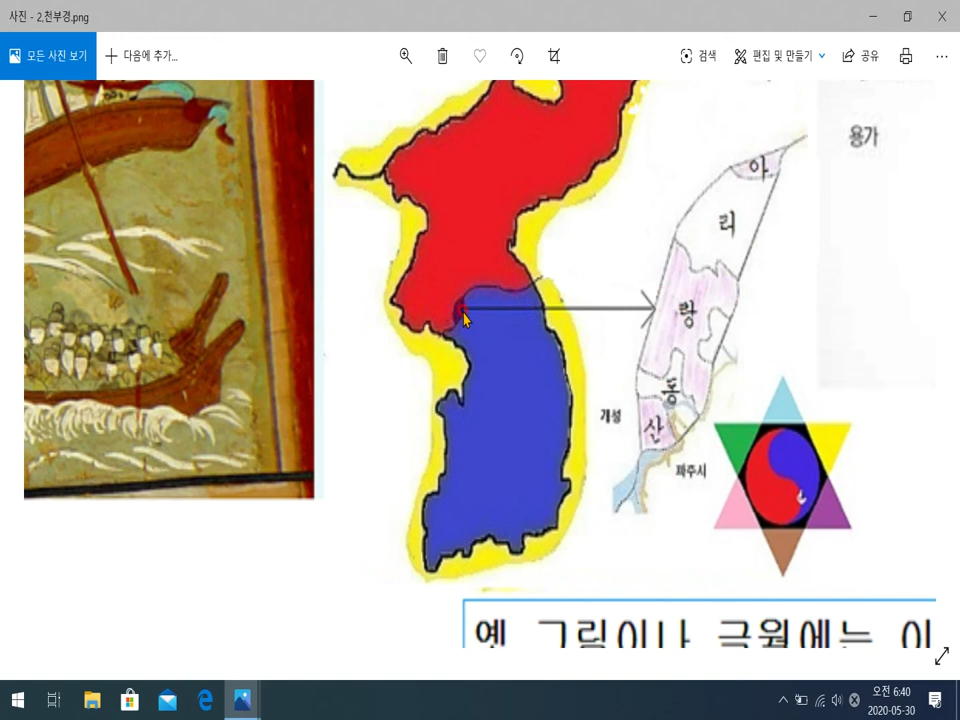 사진 - 2.천부경.png
모든 사진 보기
다음에 추가...
검색
편집 및 만들기
공유
용가
아
리
랑
동
산
개성
파주시
옛 그림이나 글월에는 이
오전 6:40
2020-05-30